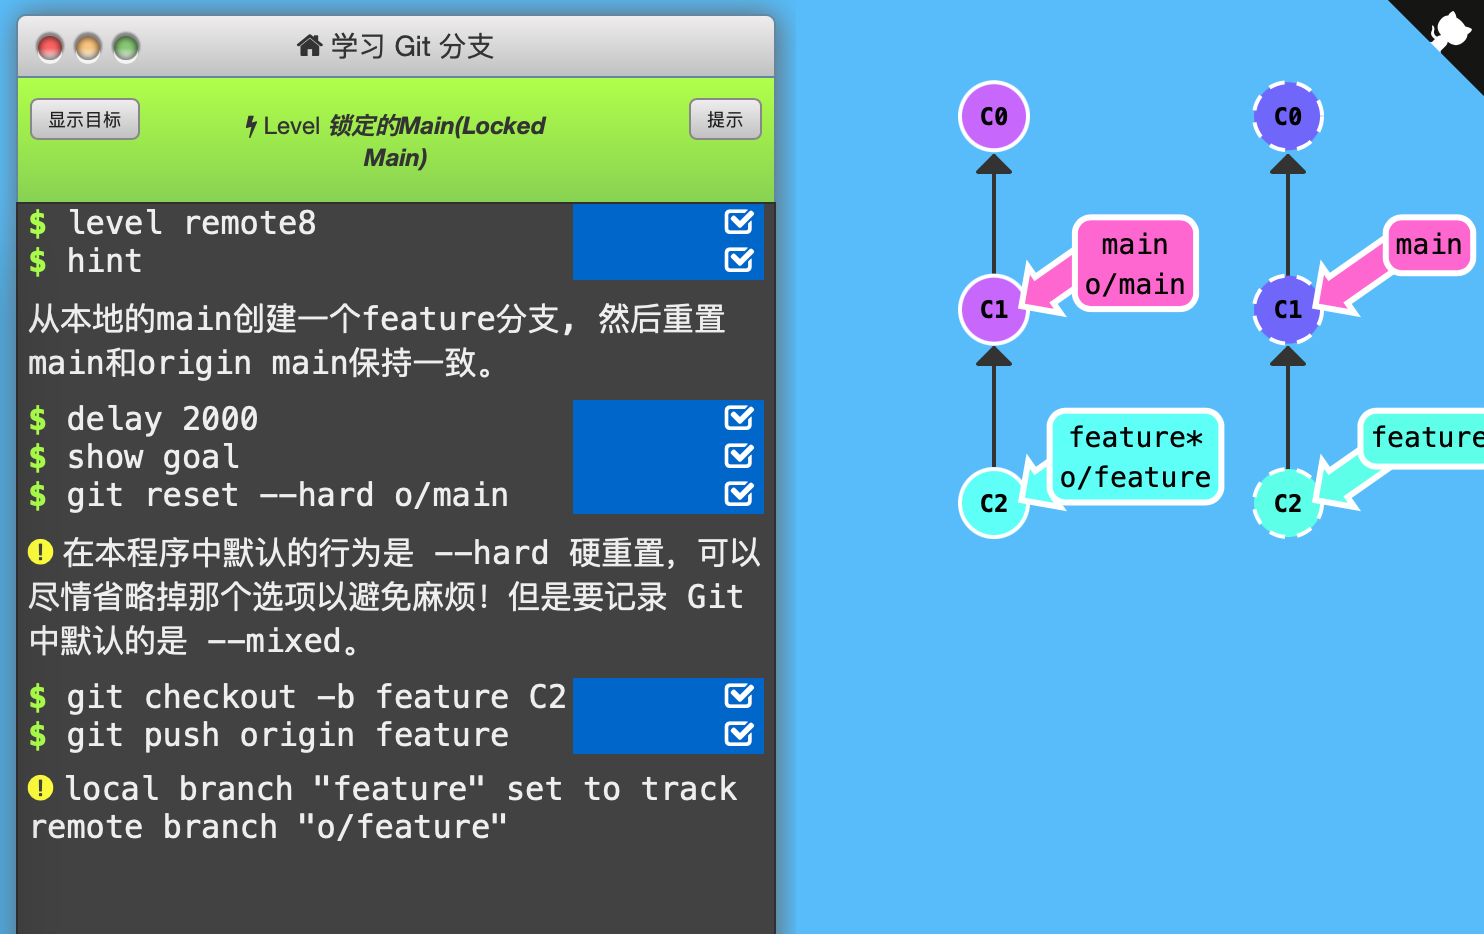 学习 Git 分支
显示目标
Level 锁定的Main(Locked
Main)
提示
$ level remote8
$ hint
从本地的main创建一个feature分支, 然后重置
main和origin main保持一致。
$ delay 2000
$ show goal
$ git reset --hard o/main
在本程序中默认的行为是 --hard 硬重置，可以
尽情省略掉那个选项以避免麻烦！但是要记录 Git
中默认的是 --mixed。
$ git checkout -b feature C2
$ git push origin feature
local branch "feature" set to track
remote branch "o/feature"
C0
main
o/main
C1
feature*
o/feature
C2
C0
main
C1
feature
C2